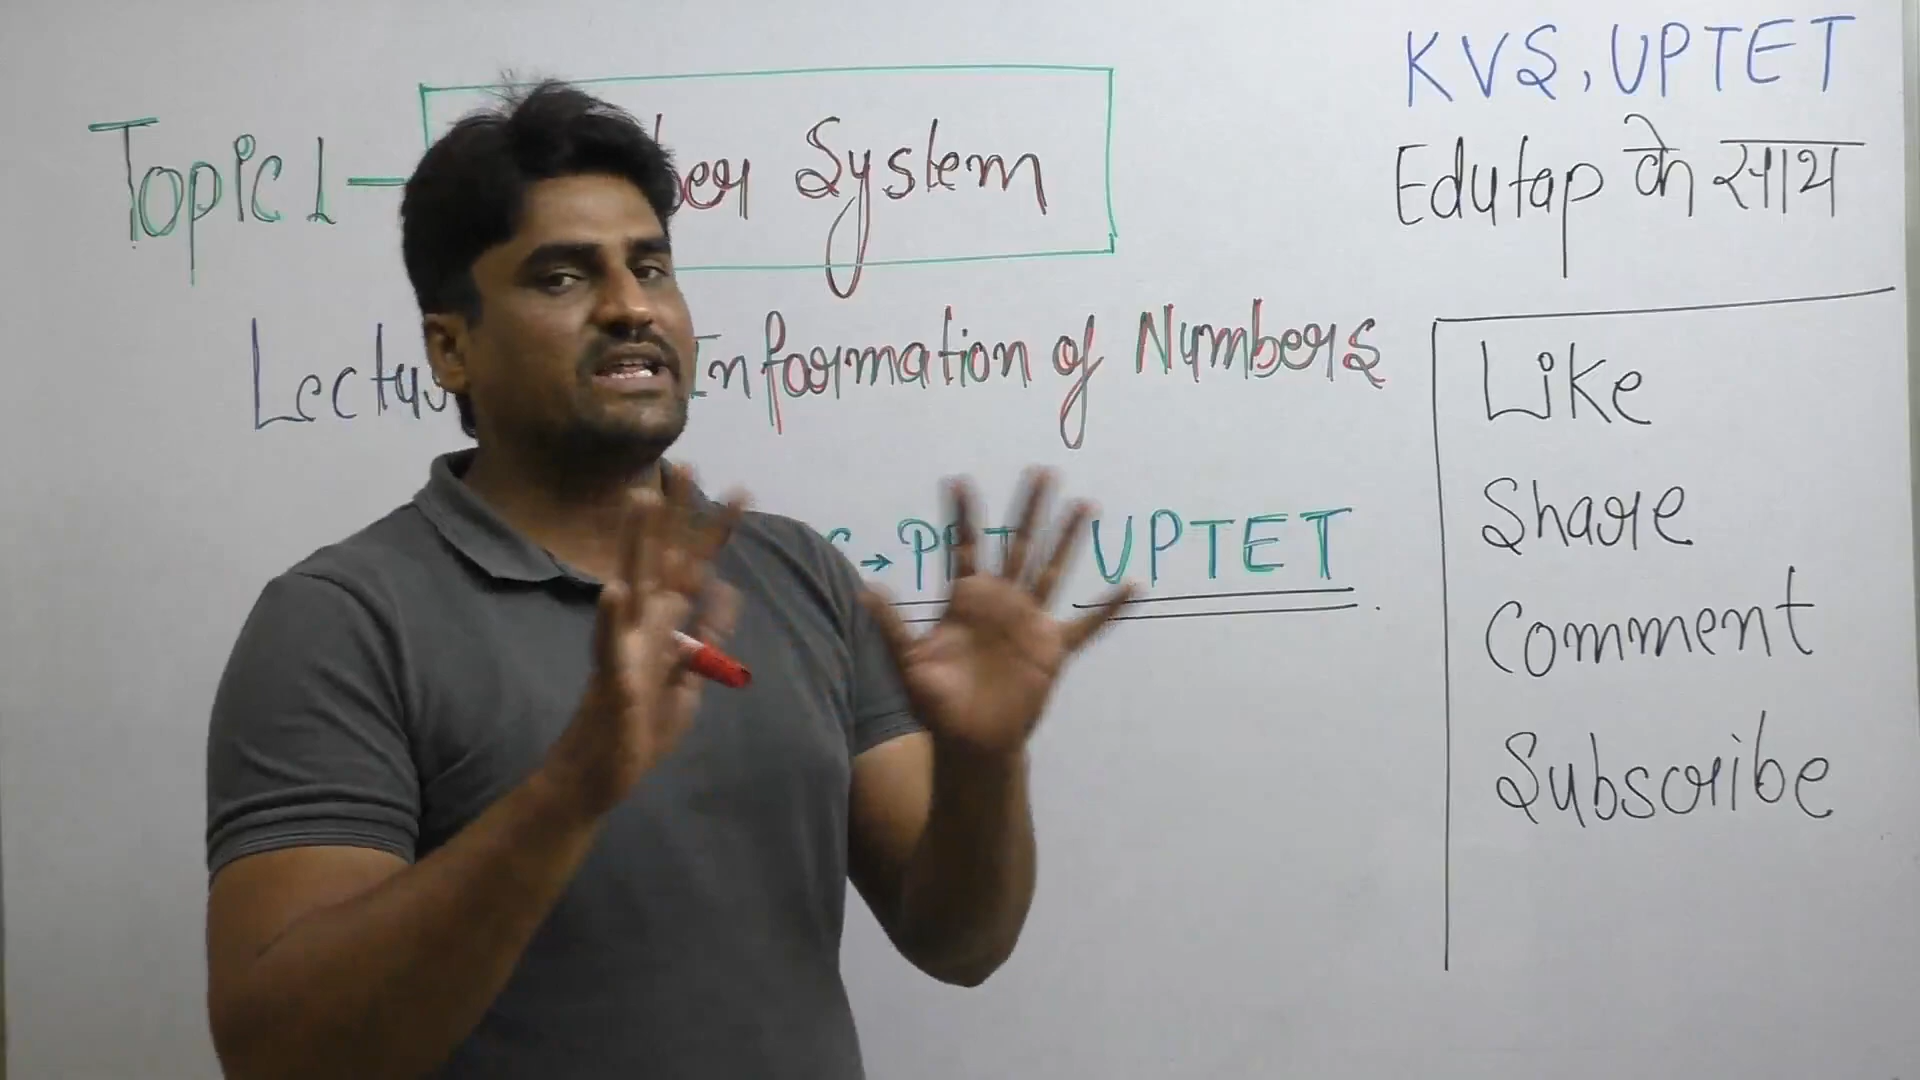 KVS, UPTET
Edutap के साथ
Topic 1 - System
Information of Numbers
→ UPTET
Like
Share
Comment
Subscribe